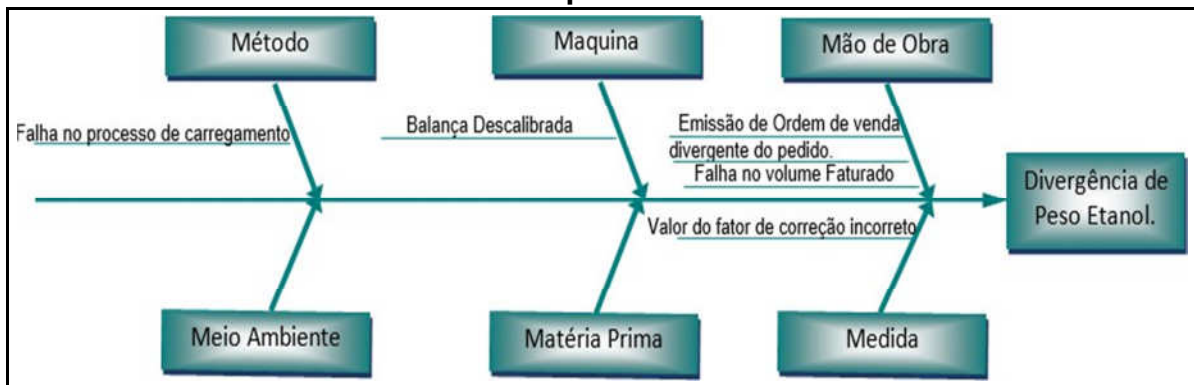 Método
Maquina
Mão de Obra
Falha no processo de carregamento
Balança Descalibrada
Emissão de Ordem de venda
divergente do pedido.
Falha no volume Faturado
Divergência de
Peso Etanol.
Valor do fator de correção incorreto
Meio Ambiente
Matéria Prima
Medida